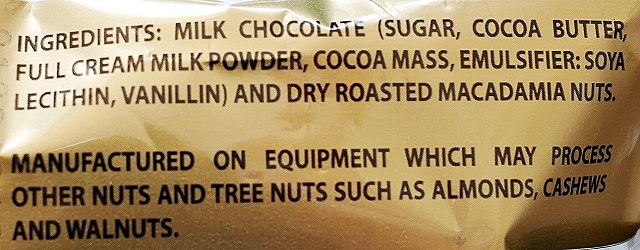 INGREDIENTS: MILK CHOCOLATE (SUGAR, COCOA BUTTER,
FULL CREAM MILK POWDER, COCOA MASS, EMULSIFIER: SOYA
LECITHIN, VANILLIN) AND DRY ROASTED MACADAMIA NUTS.
MANUFACTURED ON EQUIPMENT WHICH MAY PROCESS
OTHER NUTS AND TREE NUTS SUCH AS ALMONDS, CASHEWS
AND WALNUTS.